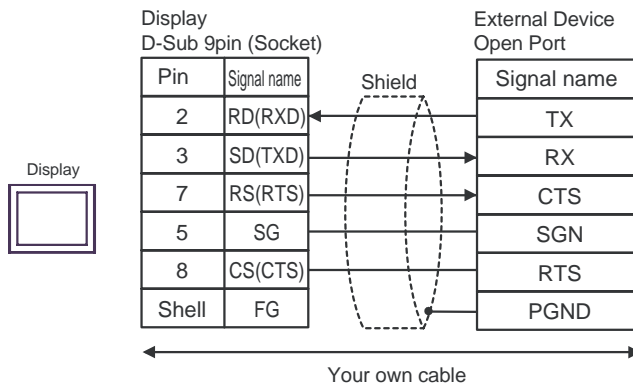 Display
D-Sub 9pin (Socket)
External Device
Open Port
Pin Signal name Shield Signal name
2 RD(RXD) TX
3 SD(TXD) RX
Display
7 RS(RTS) CTS
5 SG SGN
8 CS(CTS) RTS
Shell FG PGND
Your own cable